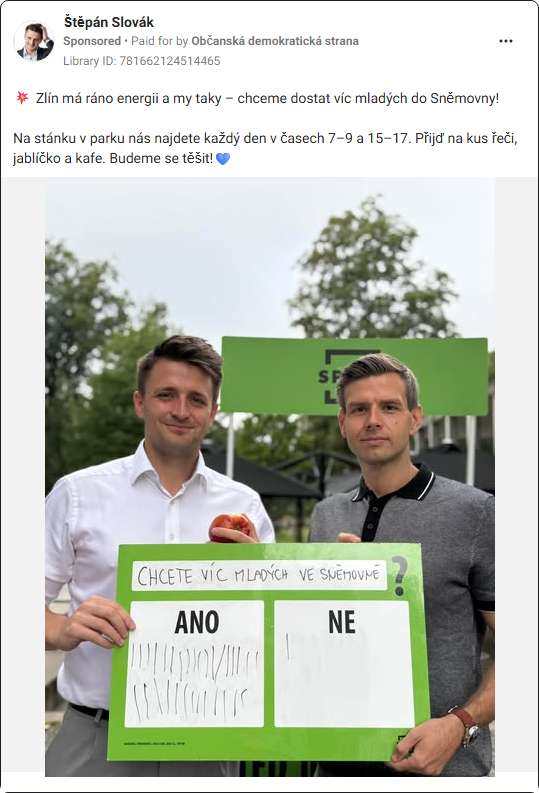 Štěpán Slovák
Sponsored • Paid for by Občanská demokratická strana
Library ID: 781662124514465
💥 Zlín má ráno energii a my taky – chceme dostat víc mladých do Sněmovny!
Na stánku v parku nás najdete každý den v časech 7–9 a 15–17. Přijď na kus řeči,
jablíčko a kafe. Budeme se těšit!💙
CHCETE VÍC MLADÝCH VE SNĚMOVNĚ ?
ANO
NE